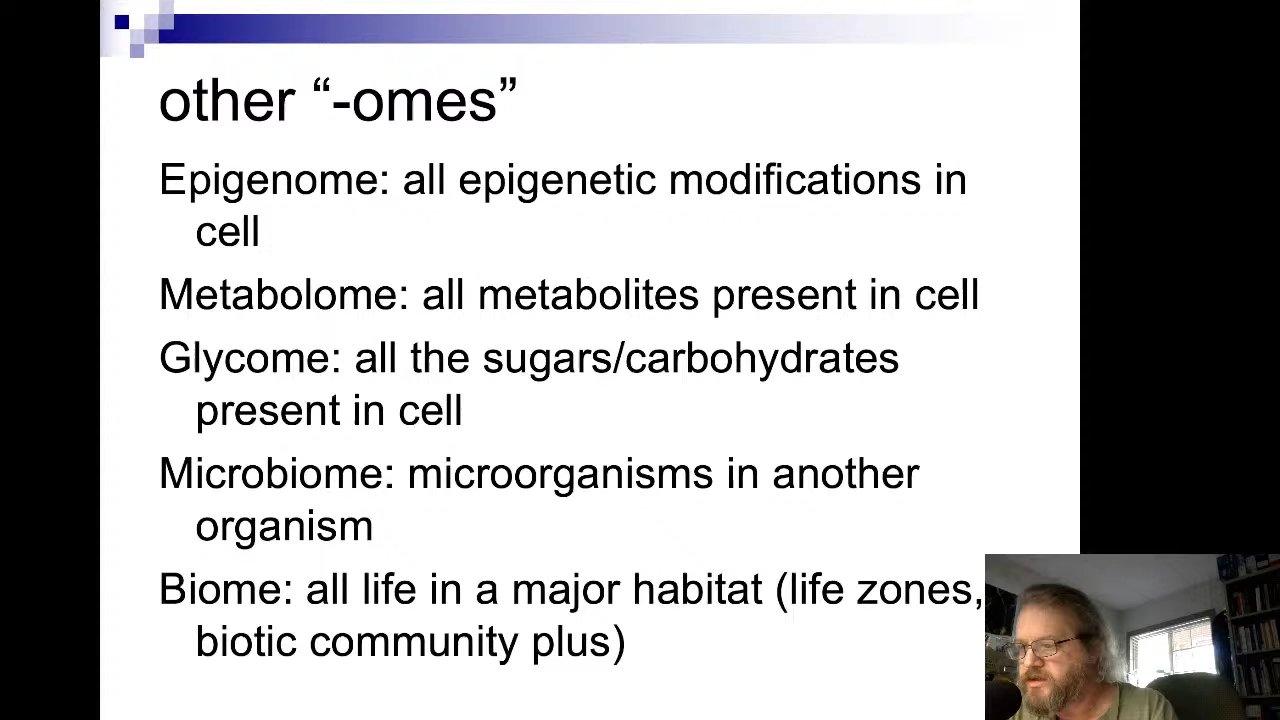 other “-omes”
Epigenome: all epigenetic modifications in
cell
Metabolome: all metabolites present in cell
Glycome: all the sugars/carbohydrates
present in cell
Microbiome: microorganisms in another
organism
Biome: all life in a major habitat (life zones,
biotic community plus)